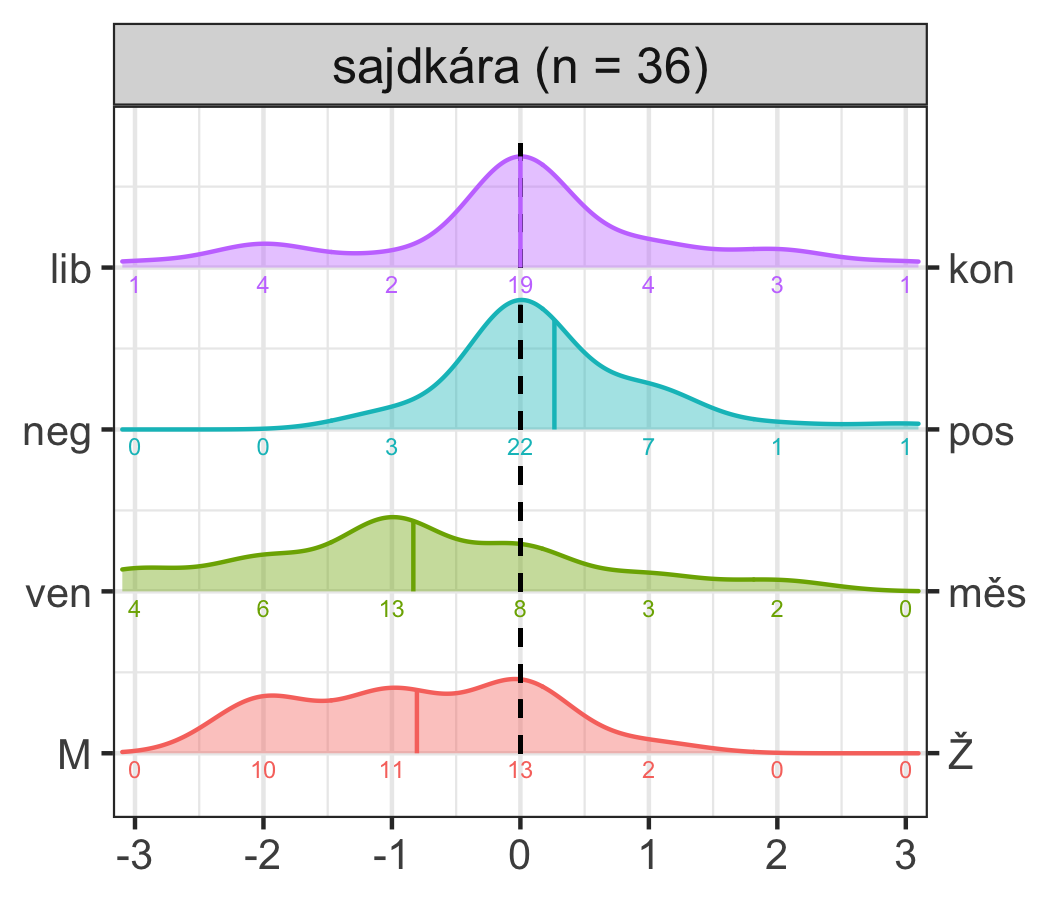 sajdkára (n = 36)
lib kon
1 4 2 19 4 3 1
neg pos
0 0 3 22 7 1 1
ven měs
4 6 13 8 3 2 0
M Ž
0 10 11 13 2 0 0
-3 -2 -1 0 1 2 3